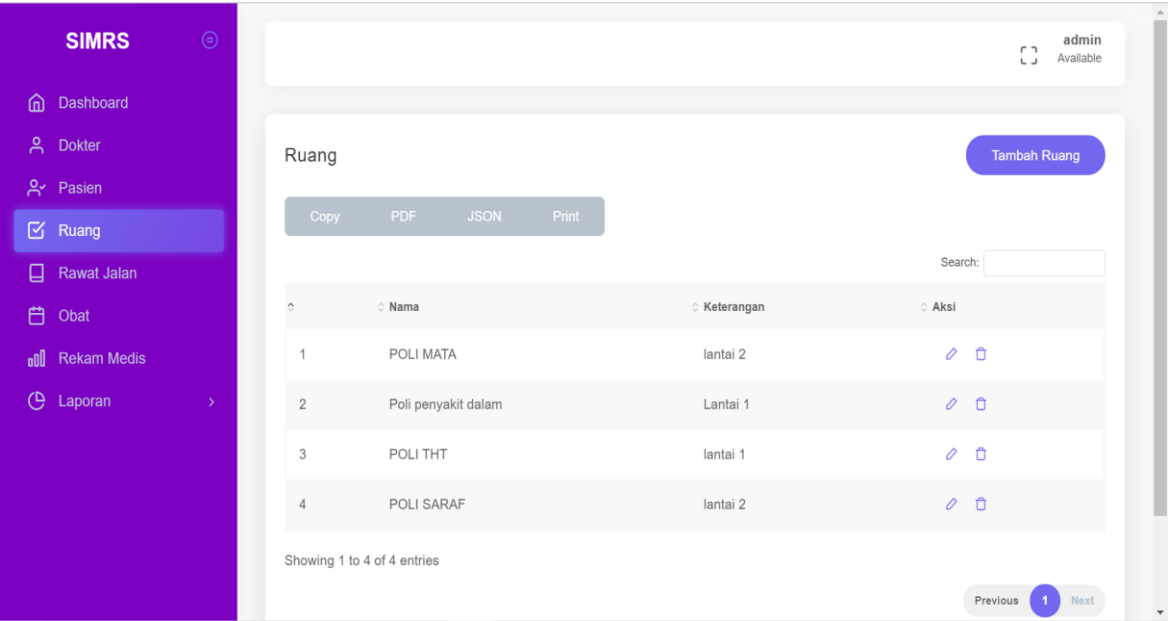 SIMRS
Dashboard
Dokter
Pasien
Ruang
Rawat Jalan
Obat
Rekam Medis
Laporan
admin
Available
Ruang
Tambah Ruang
Copy PDF JSON Print
Search:
Nama Keterangan Aksi
1 POLI MATA lantai 2
2 Poli penyakit dalam Lantai 1
3 POLI THT lantai 1
4 POLI SARAF lantai 2
Showing 1 to 4 of 4 entries
Previous 1 Next